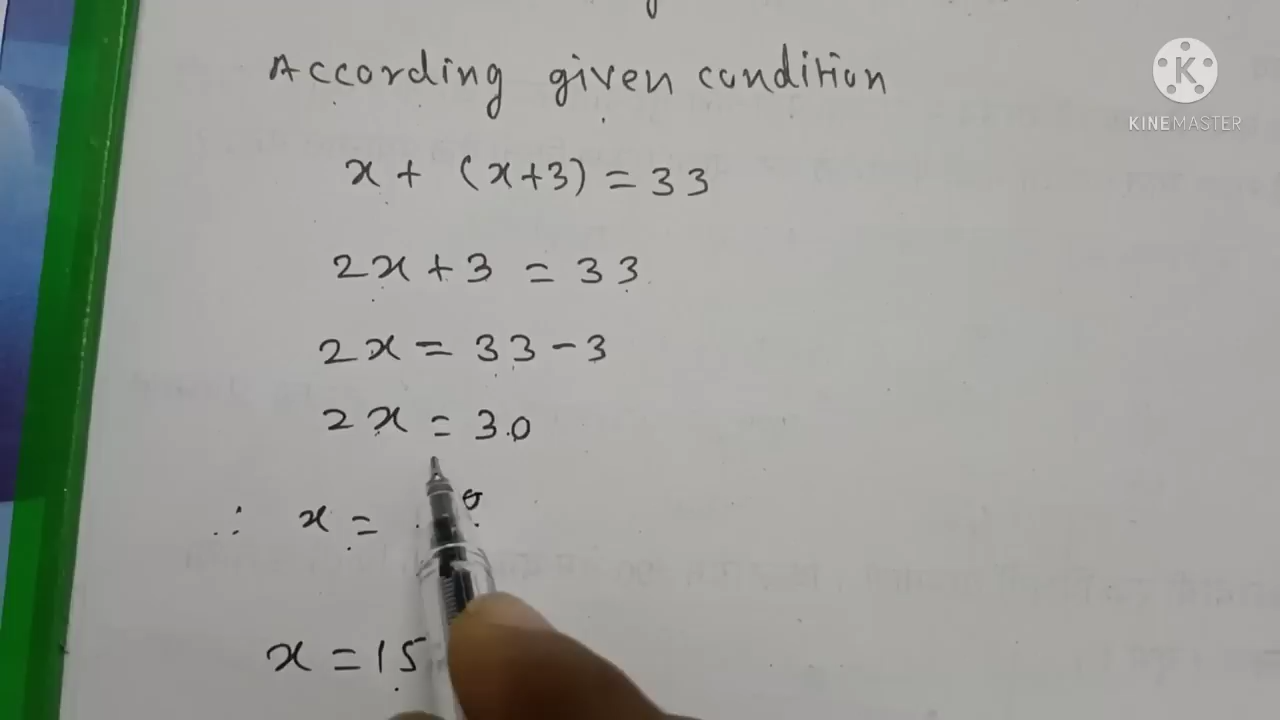 According given condition
K
KINEMASTER
x + (x+3) = 33
2x + 3 = 33
2x = 33 - 3
2x = 30
∴ x =
x = 15